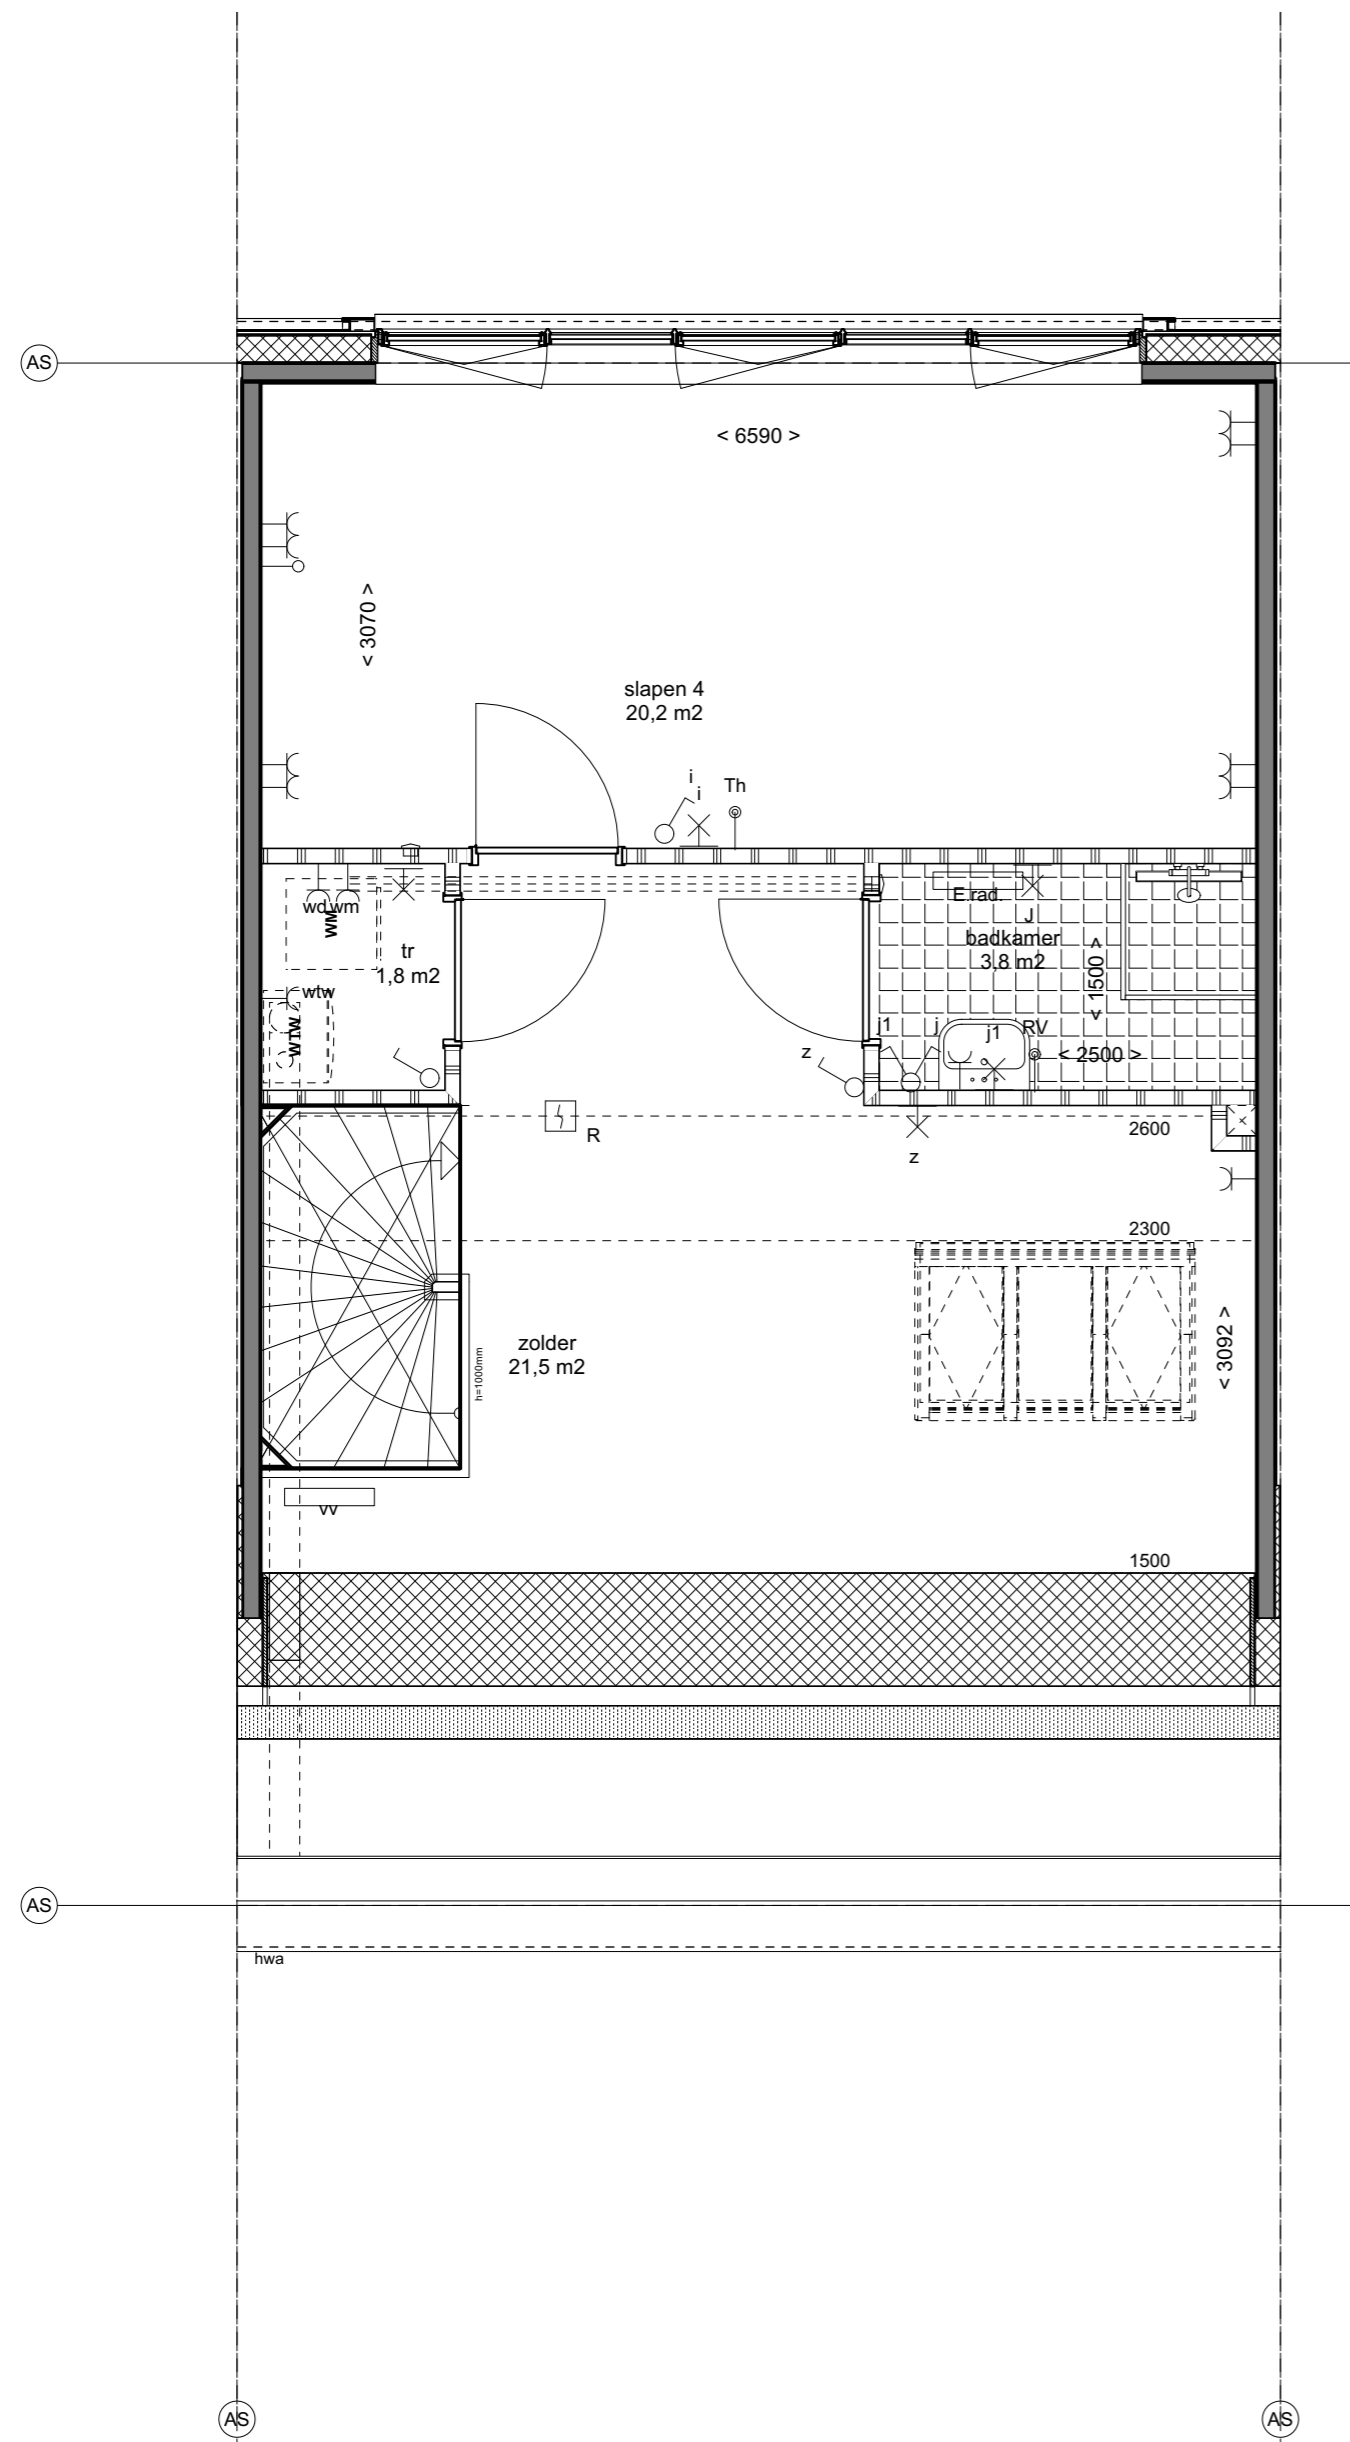 AS
< 6590 >
< 3070 >
slapen 4
20,2 m2
i
i
Th
wd wm
WM
tr
1,8 m2
wtw
WTW
E.rad.
J
badkamer
3,8 m2
< 1500 >
j1
j
j1
RV
< 2500 >
z
R
z
2600
2300
< 3092 >
zolder
21,5 m2
h=1000mm
vv
1500
AS
hwa
AS
AS